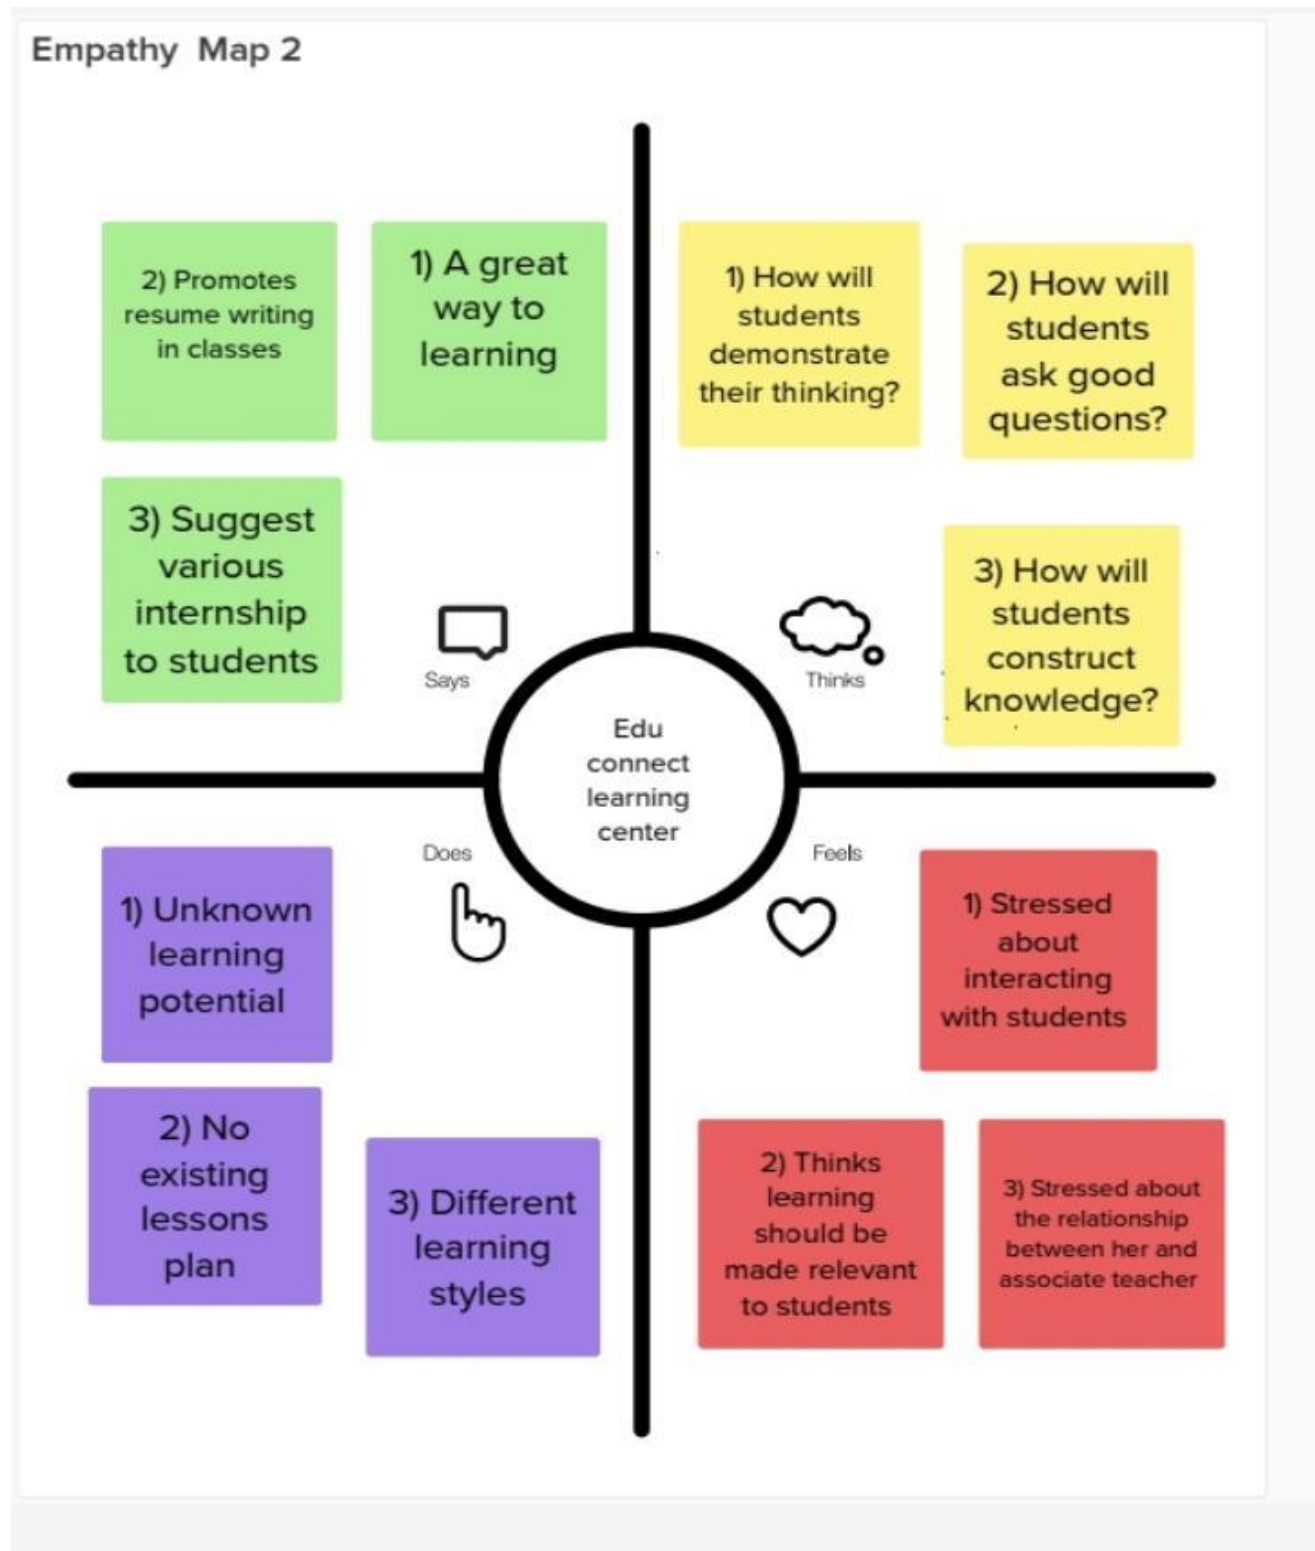 Empathy Map 2
2) Promotes
resume writing
in classes
1) A great
way to
learning
3) Suggest
various
internship
to students
Says
1) How will
students
demonstrate
their thinking?
2) How will
students
ask good
questions?
3) How will
students
construct
knowledge?
Thinks
Edu
connect
learning
center
Does
1) Unknown
learning
potential
2) No
existing
lessons
plan
3) Different
learning
styles
Feels
1) Stressed
about
interacting
with students
2) Thinks
learning
should be
made relevant
to students
3) Stressed about
the relationship
between her and
associate teacher